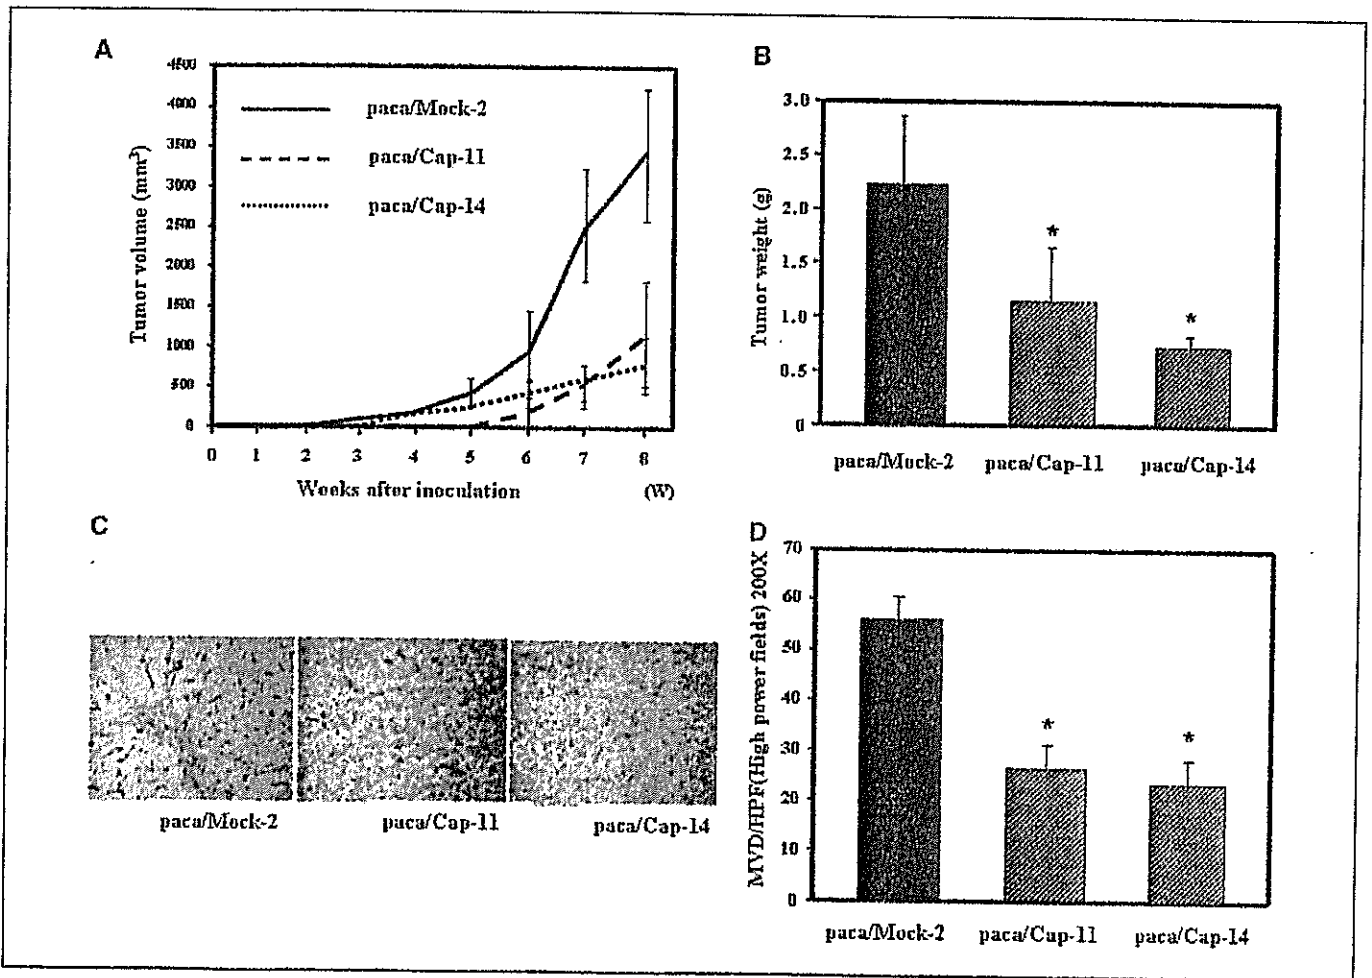 A
4500
4000
3500
3000
2500
2000
1500
1000
500
0
Tumor volume (mm³)
paca/Mock-2
paca/Cap-11
paca/Cap-14
0 1 2 3 4 5 6 7 8
Weeks after inoculation (W)
B
3.0
2.5
2.0
1.5
1.0
0.5
0
Tumor weight (g)
*
*
paca/Mock-2 paca/Cap-11 paca/Cap-14
C
paca/Mock-2 paca/Cap-11 paca/Cap-14
D
70
60
50
40
30
20
10
0
MVD/HPF(High power fields) 200X
*
*
paca/Mock-2 paca/Cap-11 paca/Cap-14